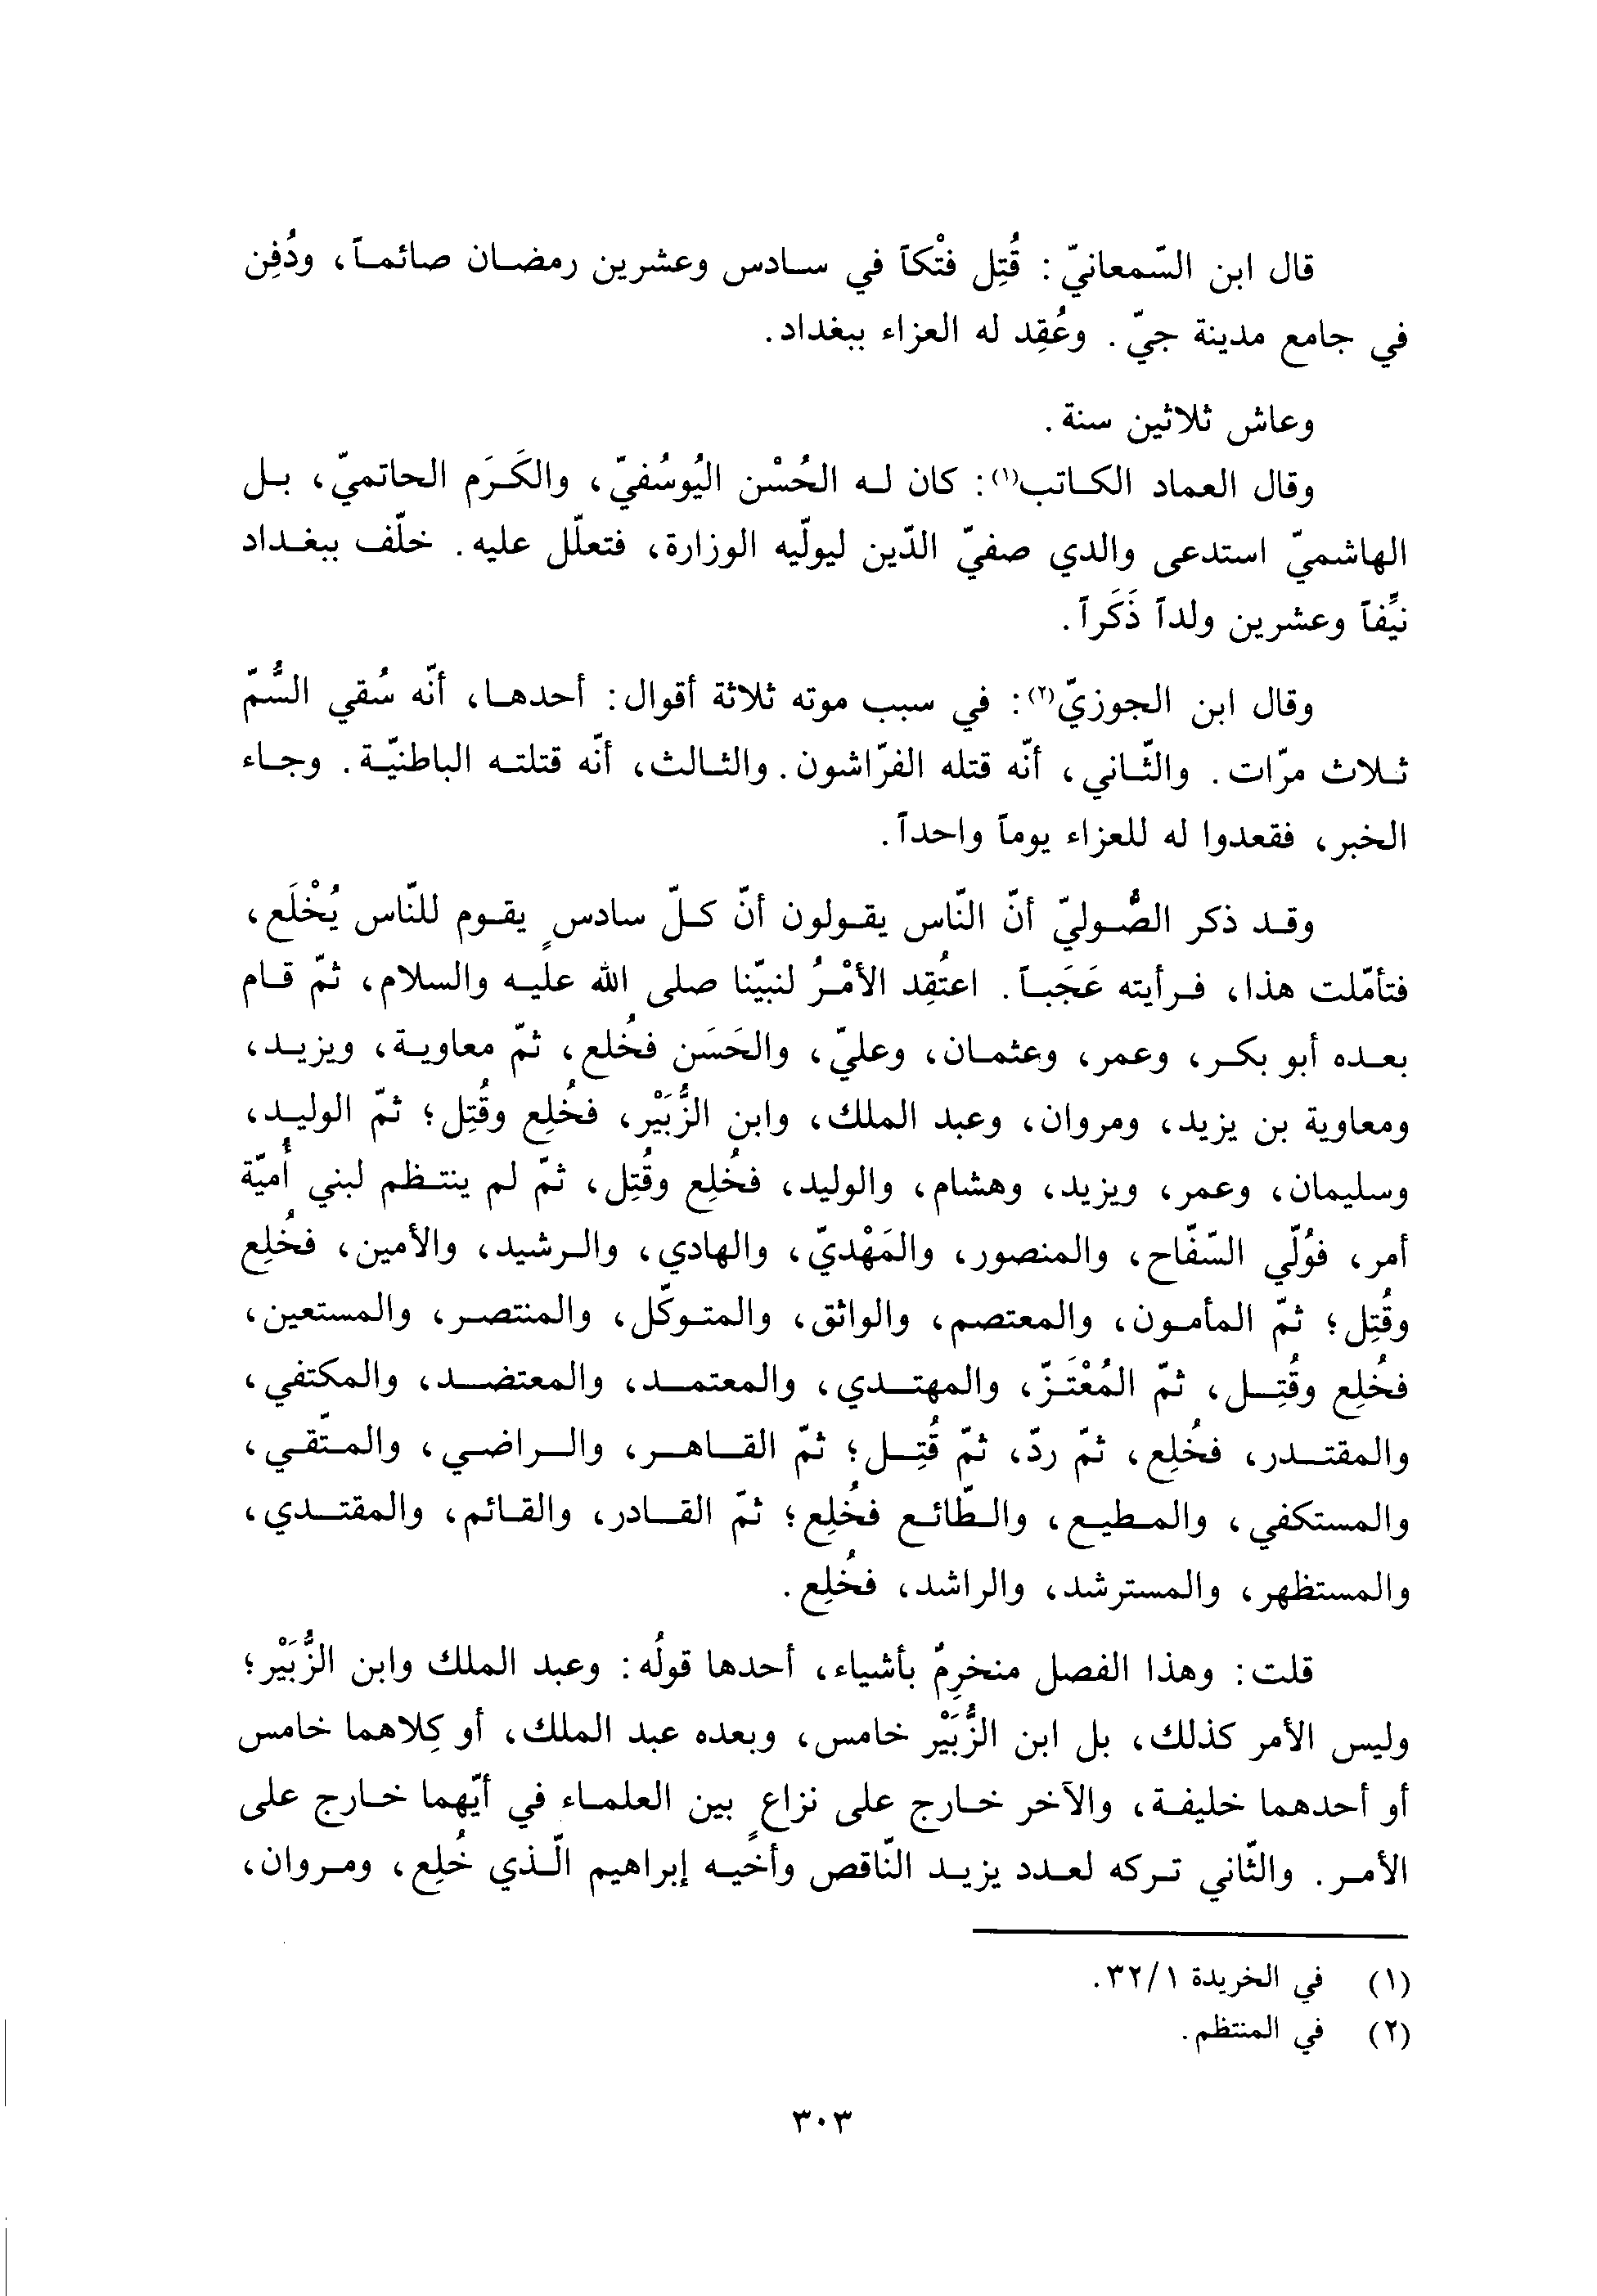 قال ابن السّمعانيّ: قُتِل فتْكاً في سادس وعشرين رمضان صائماً، ودُفِن
في جامع مدينة جيّ. وعُقِد له العزاء ببغداد.
وعاش ثلاثين سنة.
وقال العماد الكاتب(١): كان له الحُسْن اليُوسُفيّ، والكَرَم الحاتميّ، بل
الهاشميّ استدعى والدي صفيّ الدّين ليولّيه الوزارة، فتعلّل عليه. خلّف ببغداد
نيِّفاً وعشرين ولداً ذَكَراً.
وقال ابن الجوزيّ(٢): في سبب موته ثلاثة أقوال: أحدها، أنّه سُقي السُّمّ
ثلاث مرّات. والثّاني، أنّه قتله الفرّاشون. والثالث، أنّه قتلته الباطنيّة. وجاء
الخبر، فقعدوا له للعزاء يوماً واحداً.
وقد ذكر الصُّوليّ أنّ النّاس يقولون أنّ كلّ سادسٍ يقوم للنّاس يُخْلَع،
فتأمّلت هذا، فرأيته عَجَباً. اعتُقِد الأمْرُ لنبيّنا صلى الله عليه والسلام، ثمّ قام
بعده أبو بكر، وعمر، وعثمان، وعليّ، والحَسَن فخُلع، ثمّ معاوية، ويزيد،
ومعاوية بن يزيد، ومروان، وعبد الملك، وابن الزُّبَيْر، فخُلِع وقُتِل؛ ثمّ الوليد،
وسليمان، وعمر، ويزيد، وهشام، والوليد، فخُلِع وقُتِل، ثمّ لم ينتظم لبني أُميّة
أمر، فوُلّي السّفّاح، والمنصور، والمَهْديّ، والهادي، والرشيد، والأمين، فخُلِع
وقُتِل؛ ثمّ المأمون، والمعتصم، والواثق، والمتوكّل، والمنتصر، والمستعين،
فخُلِع وقُتِل، ثمّ المُعْتَزّ، والمهتدي، والمعتمد، والمعتضد، والمكتفي،
والمقتدر، فخُلِع، ثمّ ردّ، ثمّ قُتِل؛ ثمّ القاهر، والراضي، والمتّقي،
والمستكفي، والمطيع، والطّائع فخُلِع؛ ثمّ القادر، والقائم، والمقتدي،
والمستظهر، والمسترشد، والراشد، فخُلِع.
قلت: وهذا الفصل منخرِمٌ بأشياء، أحدها قولُه: وعبد الملك وابن الزُّبَيْر؛
وليس الأمر كذلك، بل ابن الزُّبَيْر خامس، وبعده عبد الملك، أو كِلاهما خامس
أو أحدهما خليفة، والآخر خارج على نزاعٍ بين العلماء في أيّهما خارج على
الأمر. والثّاني تركه لعدد يزيد النّاقص وأخيه إبراهيم الّذي خُلِع، ومروان،
(١) في الخريدة ٣٢/١.
(٢) في المنتظم.
٣٠٣